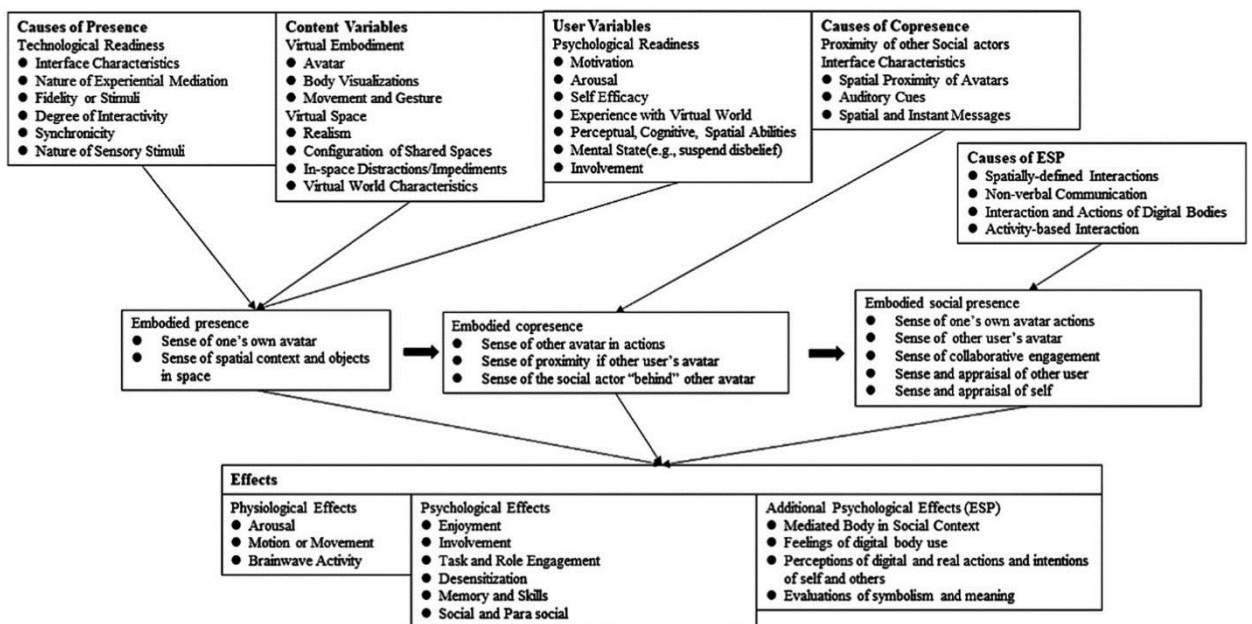 Causes of Presence
Technological Readiness
● Interface Characteristics
● Nature of Experiential Mediation
● Fidelity or Stimuli
● Degree of Interactivity
● Synchronicity
● Nature of Sensory Stimuli
Content Variables
Virtual Embodiment
● Avatar
● Body Visualizations
● Movement and Gesture
Virtual Space
● Realism
● Configuration of Shared Spaces
● In-space Distractions/Impediments
● Virtual World Characteristics
User Variables
Psychological Readiness
● Motivation
● Arousal
● Self Efficacy
● Experience with Virtual World
● Perceptual, Cognitive, Spatial Abilities
● Mental State(e.g., suspend disbelief)
● Involvement
Causes of Copresence
Proximity of other Social actors
Interface Characteristics
● Spatial Proximity of Avatars
● Auditory Cues
● Spatial and Instant Messages
Causes of ESP
● Spatially-defined Interactions
● Non-verbal Communication
● Interaction and Actions of Digital Bodies
● Activity-based Interaction
Embodied presence
● Sense of one's own avatar
● Sense of spatial context and objects
in space
Embodied copresence
● Sense of other avatar in actions
● Sense of proximity if other user's avatar
● Sense of the social actor "behind" other avatar
Embodied social presence
● Sense of one's own avatar actions
● Sense of other user's avatar
● Sense of collaborative engagement
● Sense and appraisal of other user
● Sense and appraisal of self
Effects
Physiological Effects
● Arousal
● Motion or Movement
● Brainwave Activity
Psychological Effects
● Enjoyment
● Involvement
● Task and Role Engagement
● Desensitization
● Memory and Skills
● Social and Para social
Additional Psychological Effects (ESP)
● Mediated Body in Social Context
● Feelings of digital body use
● Perceptions of digital and real actions and intentions
of self and others
● Evaluations of symbolism and meaning